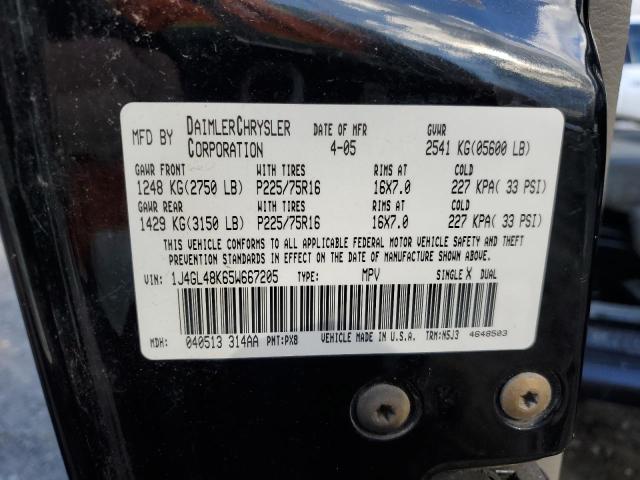 MFD BY DAIMLERCHRYSLER CORPORATION DATE OF MFR 4-05 GVWR 2541 KG(05600 LB)
GAWR FRONT WITH TIRES RIMS AT COLD
1248 KG(2750 LB) P225/75R16 16X7.0 227 KPA( 33 PSI)
GAWR REAR WITH TIRES RIMS AT COLD
1429 KG(3150 LB) P225/75R16 16X7.0 227 KPA( 33 PSI)
THIS VEHICLE CONFORMS TO ALL APPLICABLE FEDERAL MOTOR VEHICLE SAFETY AND THEFT
PREVENTION STANDARDS IN EFFECT ON THE DATE OF MANUFACTURE SHOWN ABOVE.
VIN: 1J4GL48K65W667205 TYPE: MPV SINGLE X DUAL
MDH: 040513 314AA PNT:PX8 VEHICLE MADE IN U.S.A. TRM:N5J3 4648503